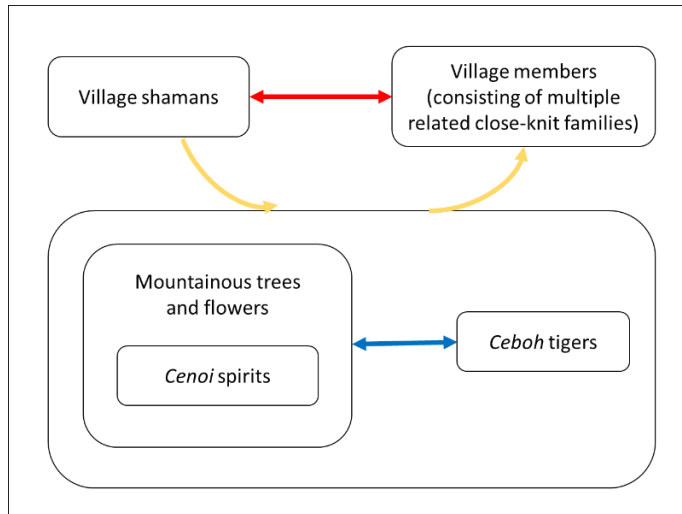 Village shamans
Village members
(consisting of multiple
related close-knit families)
Mountainous trees
and flowers
Cenoi spirits
Ceboh tigers